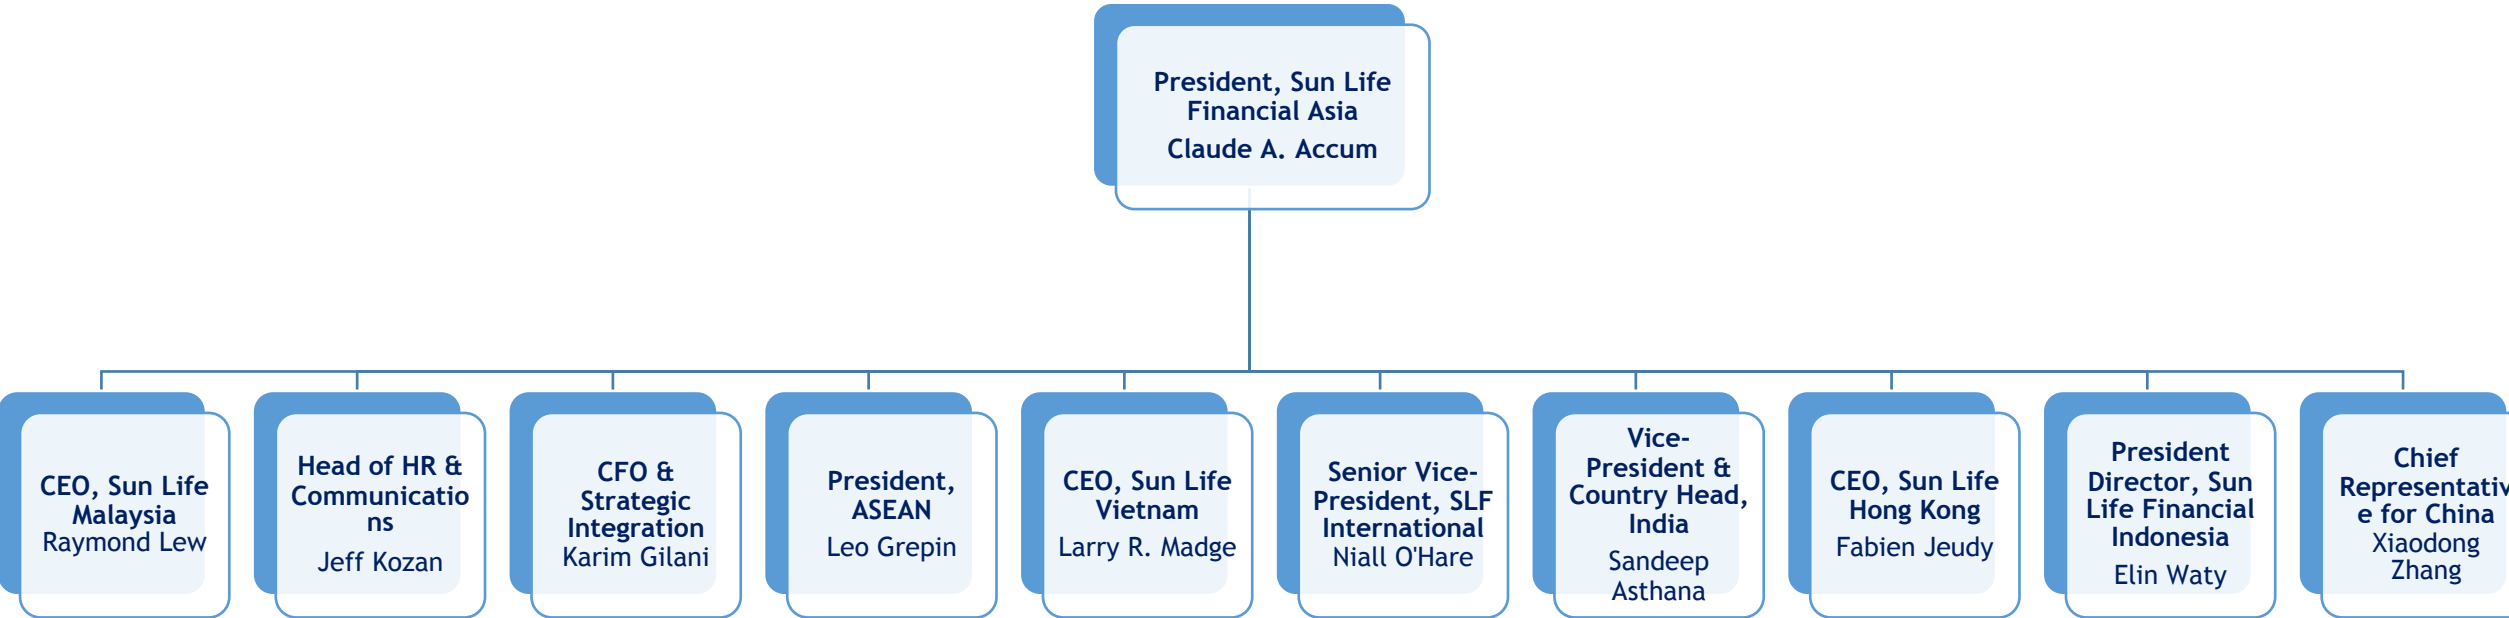 President, Sun Life
Financial Asia
Claude A. Accum
CEO, Sun Life
Malaysia
Raymond Lew
Head of HR &
Communicatio
ns
Jeff Kozan
CFO &
Strategic
Integration
Karim Gilani
President,
ASEAN
Leo Grepin
CEO, Sun Life
Vietnam
Larry R. Madge
Senior Vice-
President, SLF
International
Niall O'Hare
Vice-
President &
Country Head,
India
Sandeep
Asthana
CEO, Sun Life
Hong Kong
Fabien Jeudy
President
Director, Sun
Life Financial
Indonesia
Elin Waty
Chief
Representativ
e for China
Xiaodong
Zhang